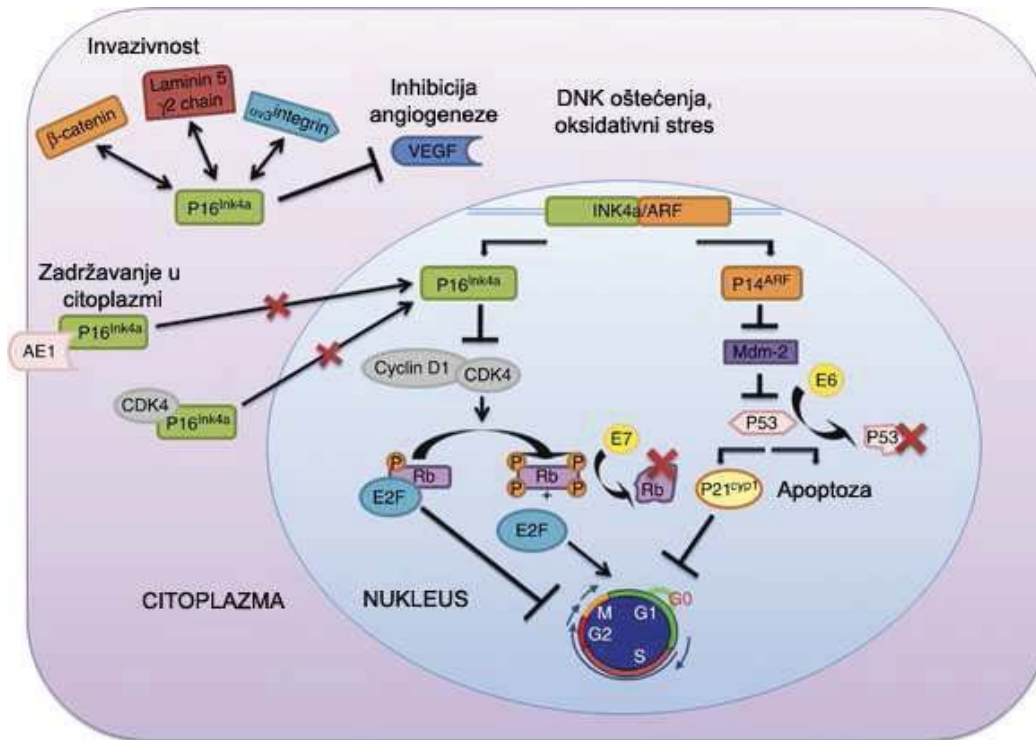 Invazivnost
Laminin 5
γ2 chain
β-catenin
αv3integrin
P16Ink4a
Inhibicija
angiogeneze
VEGF
DNK oštećenja,
oksidativni stres
INK4a/ARF
Zadržavanje u
citoplazmi
P16Ink4a
AE1
CDK4
P16Ink4a
P16Ink4a
P14ARF
Cyclin D1
CDK4
Mdm-2
E6
P53
P53
P
Rb
E2F
P P
Rb
P P
+
E2F
E7
Rb
P21cyp1
Apoptoza
CITOPLAZMA
NUKLEUS
M G1 G0
G2
S